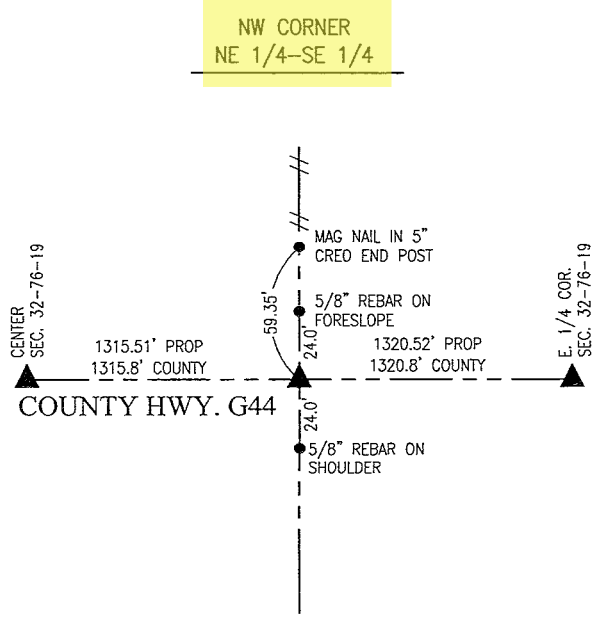 NW CORNER
NE 1/4-SE 1/4
MAG NAIL IN 5"
CREO END POST
59.35'
5/8" REBAR ON
FORESLOPE
24.0'
CENTER
SEC. 32-76-19
1315.51' PROP
1315.8' COUNTY
1320.52' PROP
1320.8' COUNTY
E. 1/4 COR.
SEC. 32-76-19
COUNTY HWY. G44
24.0'
5/8" REBAR ON
SHOULDER